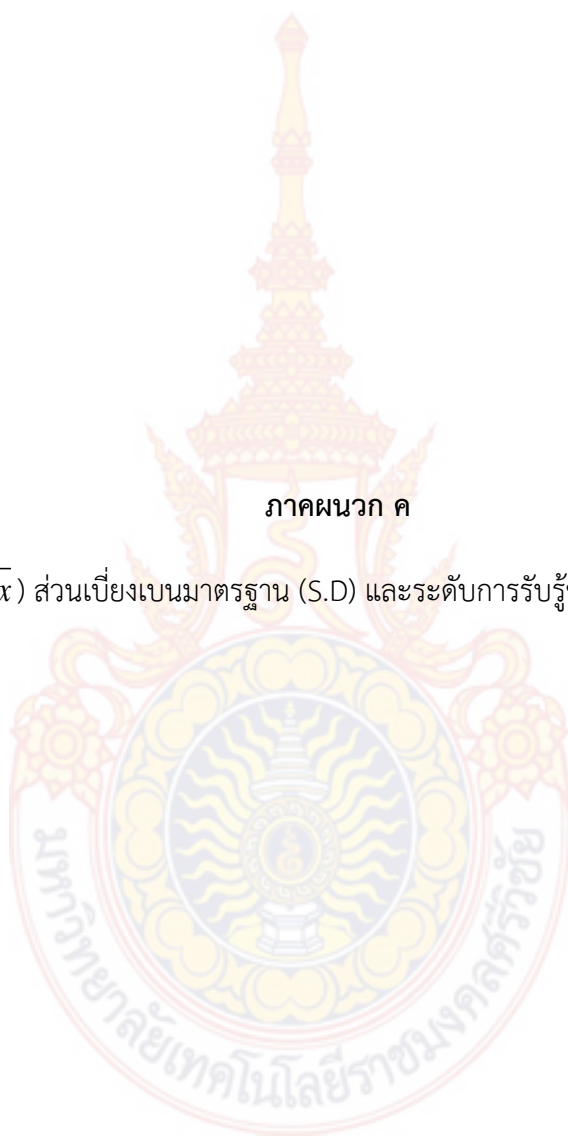 ภาคผนวก ค
x̄) ส่วนเบี่ยงเบนมาตรฐาน (S.D) และระดับการรับรู้
มหาวิทยาลัยเทคโนโลยีราชมงคลศรีวิชัย